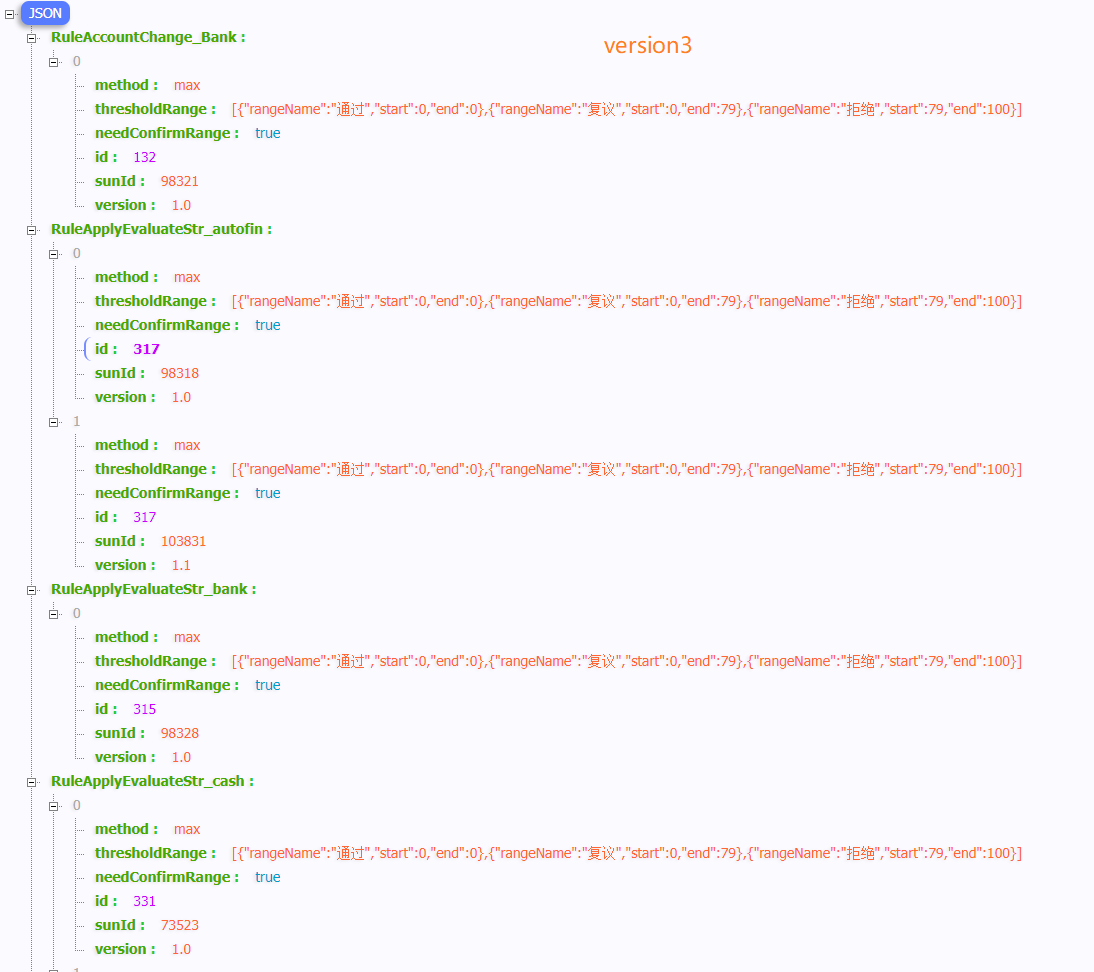 JSON
RuleAccountChange_Bank :
version3
0
method : max
thresholdRange : [{"rangeName":"通过","start":0,"end":0},{"rangeName":"复议","start":0,"end":79},{"rangeName":"拒绝","start":79,"end":100}]
needConfirmRange : true
id : 132
sunId : 98321
version : 1.0
RuleApplyEvaluateStr_autofin :
0
method : max
thresholdRange : [{"rangeName":"通过","start":0,"end":0},{"rangeName":"复议","start":0,"end":79},{"rangeName":"拒绝","start":79,"end":100}]
needConfirmRange : true
id : 317
sunId : 98318
version : 1.0
1
method : max
thresholdRange : [{"rangeName":"通过","start":0,"end":0},{"rangeName":"复议","start":0,"end":79},{"rangeName":"拒绝","start":79,"end":100}]
needConfirmRange : true
id : 317
sunId : 103831
version : 1.1
RuleApplyEvaluateStr_bank :
0
method : max
thresholdRange : [{"rangeName":"通过","start":0,"end":0},{"rangeName":"复议","start":0,"end":79},{"rangeName":"拒绝","start":79,"end":100}]
needConfirmRange : true
id : 315
sunId : 98328
version : 1.0
RuleApplyEvaluateStr_cash :
0
method : max
thresholdRange : [{"rangeName":"通过","start":0,"end":0},{"rangeName":"复议","start":0,"end":79},{"rangeName":"拒绝","start":79,"end":100}]
needConfirmRange : true
id : 331
sunId : 73523
version : 1.0
1